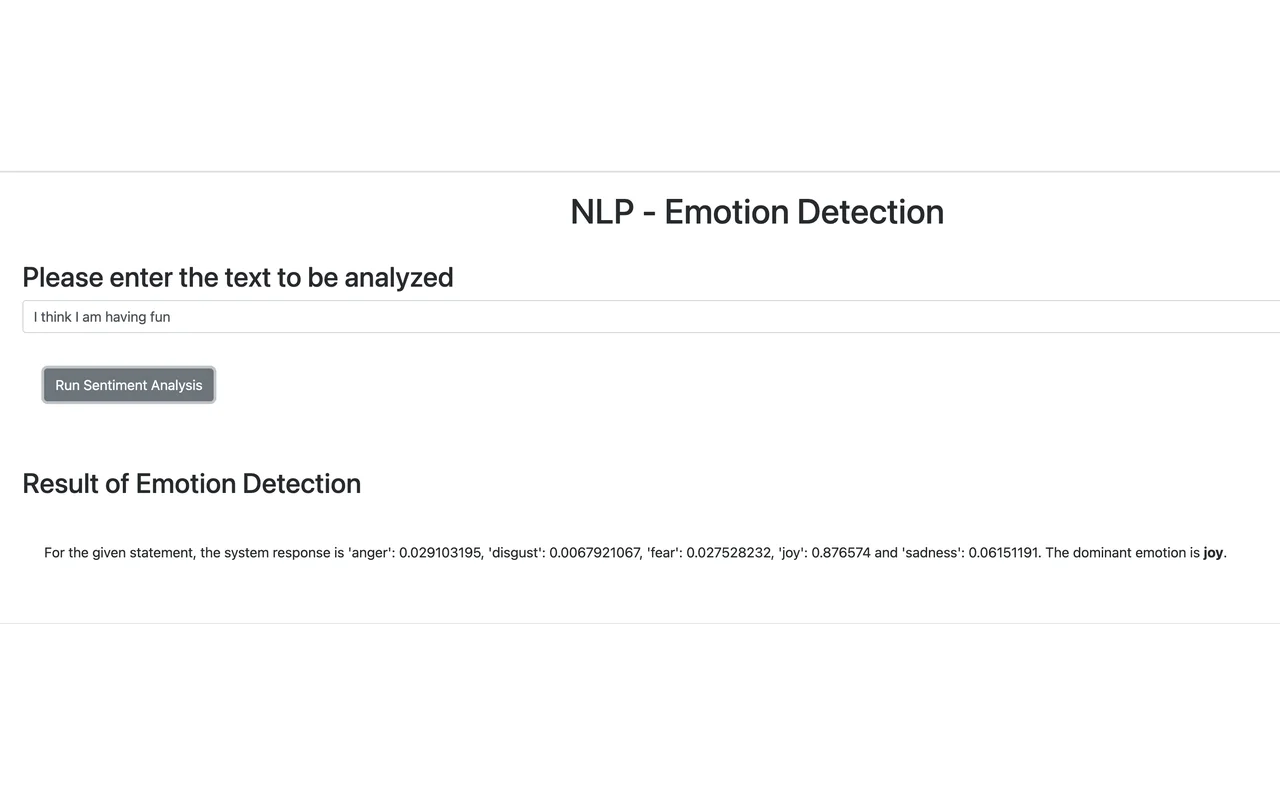 NLP - Emotion Detection
Please enter the text to be analyzed
I think I am having fun
Run Sentiment Analysis
Result of Emotion Detection
For the given statement, the system response is 'anger': 0.029103195, 'disgust': 0.0067921067, 'fear': 0.027528232, 'joy': 0.876574 and 'sadness': 0.06151191. The dominant emotion is joy.